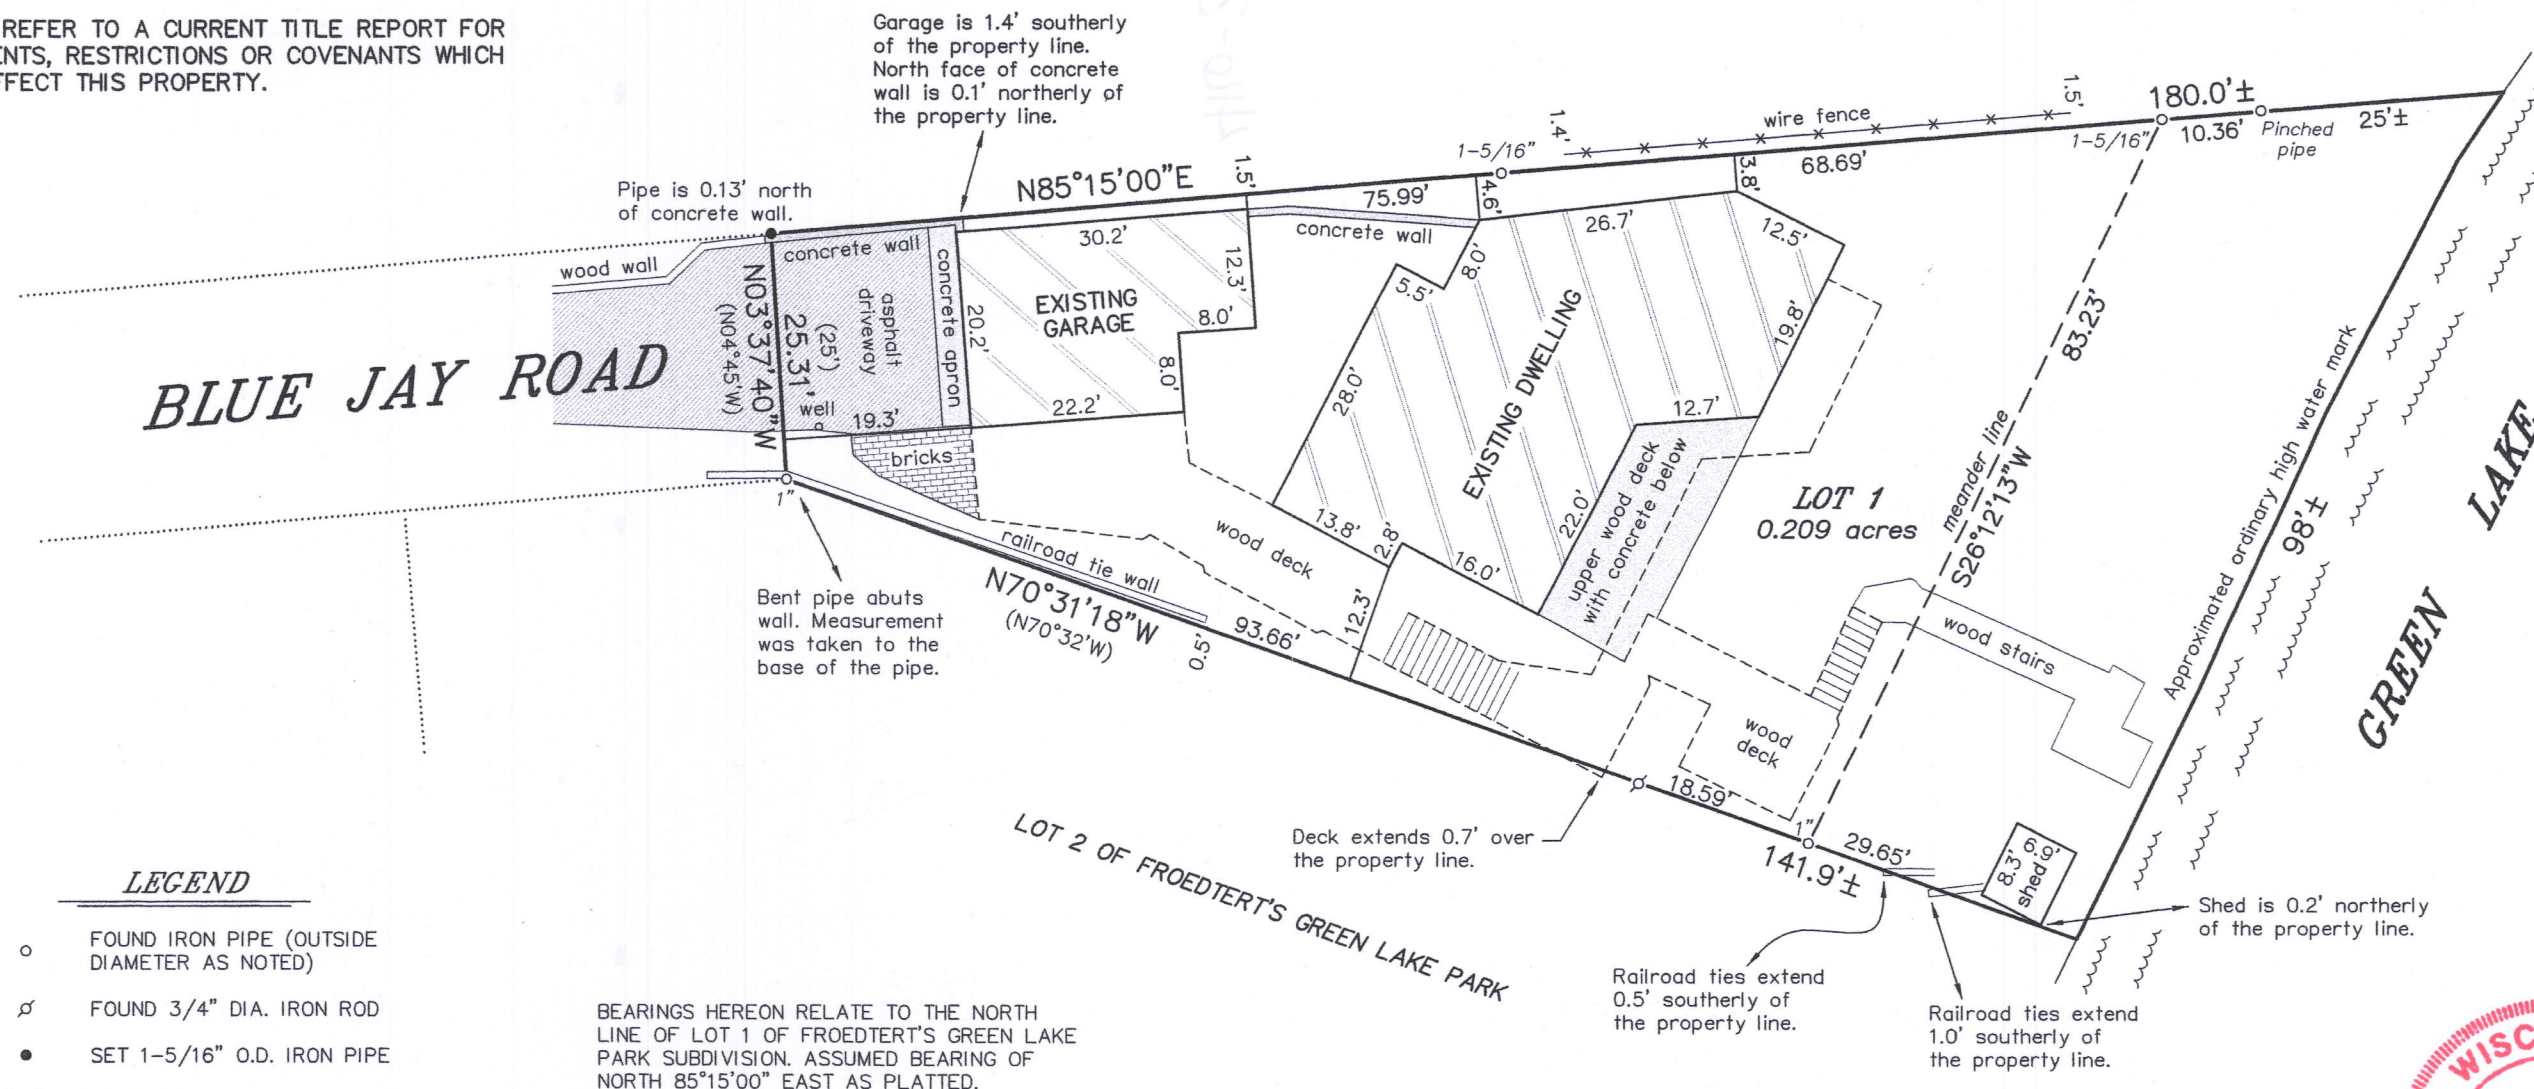 REFER TO A CURRENT TITLE REPORT FOR
ENTS, RESTRICTIONS OR COVENANTS WHICH
FFECT THIS PROPERTY.
Garage is 1.4' southerly
of the property line.
North face of concrete
wall is 0.1' northerly of
the property line.
Pipe is 0.13' north
of concrete wall.
N85°15'00"E
1.5'
75.99'
1-5/16"
1.4'
wire fence
1.5'
68.69'
1-5/16"
180.0'±
10.36'
Pinched
pipe
25'±
wood wall
concrete wall
concrete apron
asphalt
driveway
N03°37'40"W
(N04°45'W)
25.31'
(25')
well
19.3'
bricks
BLUE JAY ROAD
EXISTING
GARAGE
30.2'
12.3'
8.0'
8.0'
22.2'
20.2'
concrete wall
4.6'
3.8'
26.7'
12.5'
19.8'
12.7'
8.0'
5.5'
28.0'
EXISTING DWELLING
13.8'
2.8'
16.0'
22.0'
upper wood deck
with concrete below
12.3'
wood deck
LOT 1
0.209 acres
meander line
S26°12'13"W
83.23'
Approximated ordinary high water mark
98'±
GREEN LAKE
wood stairs
wood
deck
1"
Bent pipe abuts
wall. Measurement
was taken to the
base of the pipe.
railroad tie wall
N70°31'18"W
(N70°32'W)
0.5'
93.66'
18.59'
1"
29.65'
141.9'±
8.3'
6.9'
shed
Deck extends 0.7' over
the property line.
Shed is 0.2' northerly
of the property line.
Railroad ties extend
0.5' southerly of
the property line.
Railroad ties extend
1.0' southerly of
the property line.
LOT 2 OF FROEDTERT'S GREEN LAKE PARK
LEGEND
FOUND IRON PIPE (OUTSIDE
DIAMETER AS NOTED)
FOUND 3/4" DIA. IRON ROD
SET 1-5/16" O.D. IRON PIPE
BEARINGS HEREON RELATE TO THE NORTH
LINE OF LOT 1 OF FROEDTERT'S GREEN LAKE
PARK SUBDIVISION. ASSUMED BEARING OF
NORTH 85°15'00" EAST AS PLATTED.
WISC